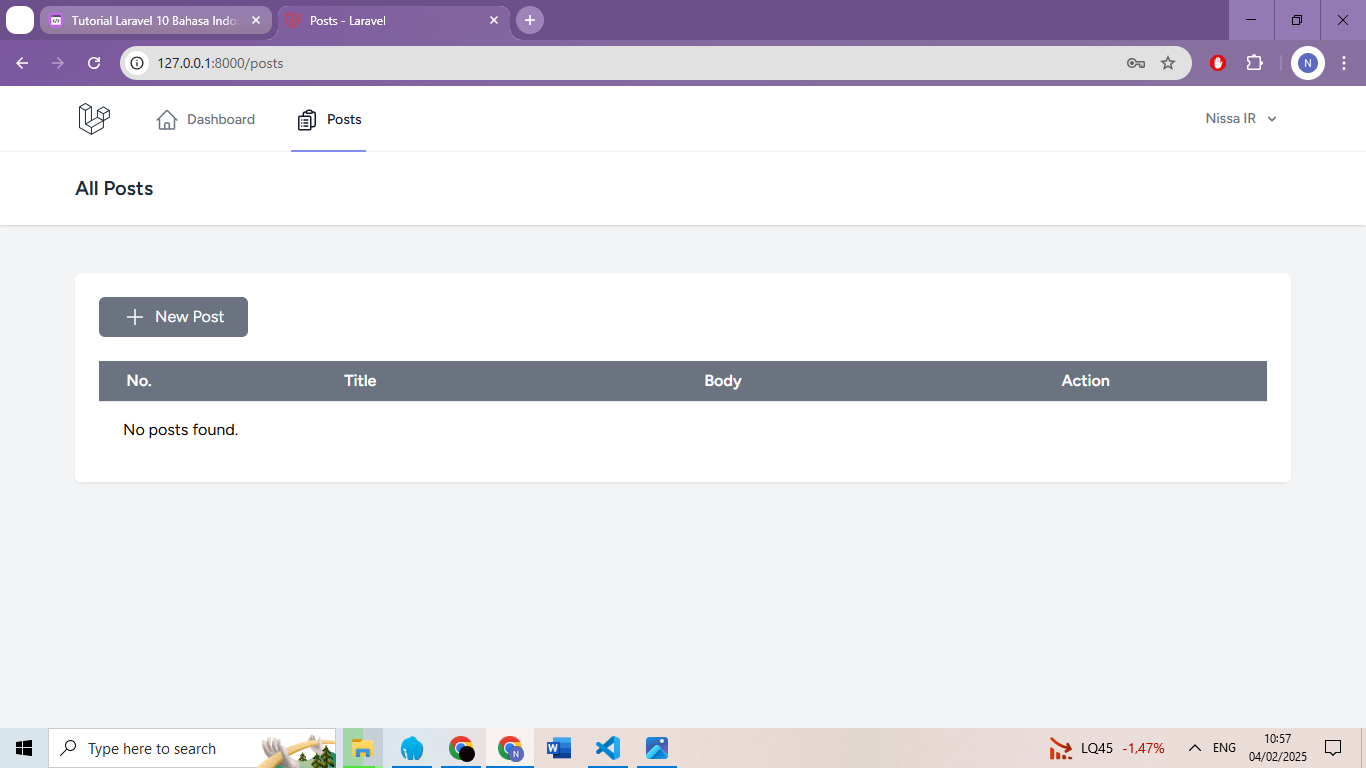 Tutorial Laravel 10 Bahasa Indo
Posts - Laravel
127.0.0.1:8000/posts
N
Dashboard
Posts
Nissa IR
All Posts
New Post
No. Title Body Action
No posts found.
Type here to search
N
W
LQ45 -1,47%
ENG
10:57
04/02/2025